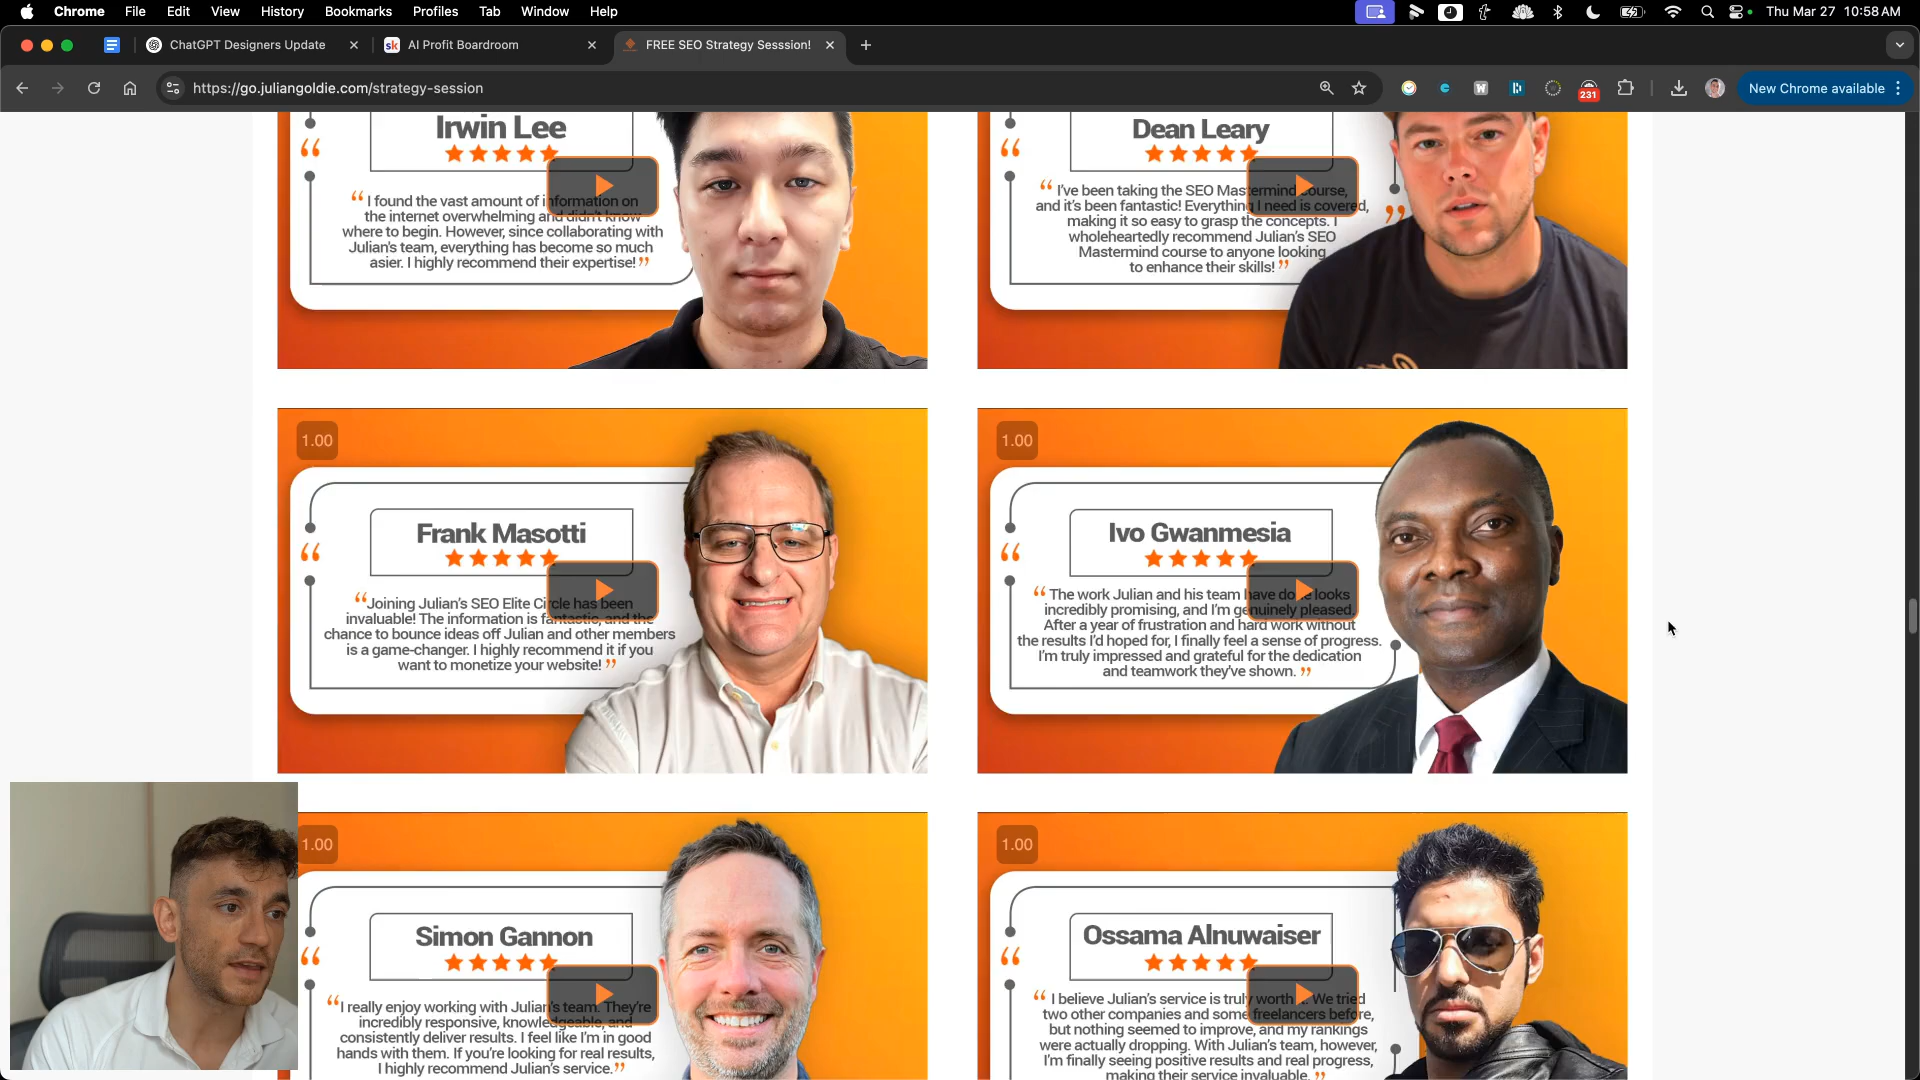 Chrome File Edit View History Bookmarks Profiles Tab Window Help Thu Mar 27 10:58 AM
ChatGPT Designers Update
sk AI Profit Boardroom
FREE SEO Strategy Sesssion!
https://go.juliangoldie.com/strategy-session
231
New Chrome available
Irwin Lee
“I found the vast amount of information on
the internet overwhelming and didn't know
where to begin. However, since collaborating with
Julian's team, everything has become so much
asier. I highly recommend their expertise!”
Dean Leary
“I've been taking the SEO Mastermind course,
and it's been fantastic! Everything I need is covered,
making it so easy to grasp the concepts. I
wholeheartedly recommend Julian's SEO
Mastermind course to anyone looking
to enhance their skills!”
1.00
Frank Masotti
“Joining Julian's SEO Elite Circle has been
invaluable! The information is fantastic, and the
chance to bounce ideas off Julian and other members
is a game-changer. I highly recommend it if you
want to monetize your website!”
1.00
Ivo Gwanmesia
“The work Julian and his team have done looks
incredibly promising, and I'm genuinely pleased.
After a year of frustration and hard work without
the results I'd hoped for, I finally feel a sense of progress.
I'm truly impressed and grateful for the dedication
and teamwork they've shown.”
1.00
Simon Gannon
“I really enjoy working with Julian's team. They're
incredibly responsive, knowledgeable, and
consistently deliver results. I feel like I'm in good
hands with them. If you're looking for real results,
I highly recommend Julian's service.”
1.00
Ossama Alnuwaiser
“I believe Julian's service is truly worth it. We tried
two other companies and some freelancers before,
but nothing seemed to improve, and my rankings
were actually dropping. With Julian's team, however,
I'm finally seeing positive results and real progress,
making their service invaluable.”